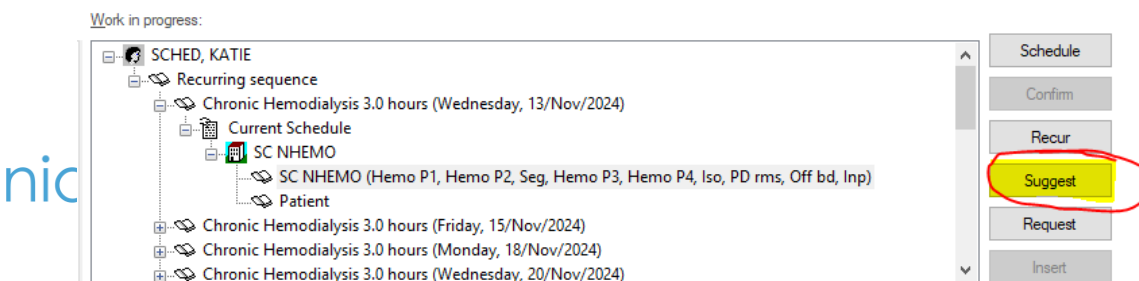 Work in progress:
SCHED, KATIE
Schedule
Recurring sequence
Chronic Hemodialysis 3.0 hours (Wednesday, 13/Nov/2024)
Confirm
Current Schedule
Recur
SC NHEMO
nic
SC NHEMO (Hemo P1, Hemo P2, Seg, Hemo P3, Hemo P4, Iso, PD rms, Off bd, Inp)
Suggest
Patient
Chronic Hemodialysis 3.0 hours (Friday, 15/Nov/2024)
Request
Chronic Hemodialysis 3.0 hours (Monday, 18/Nov/2024)
Chronic Hemodialysis 3.0 hours (Wednesday, 20/Nov/2024)
Insert